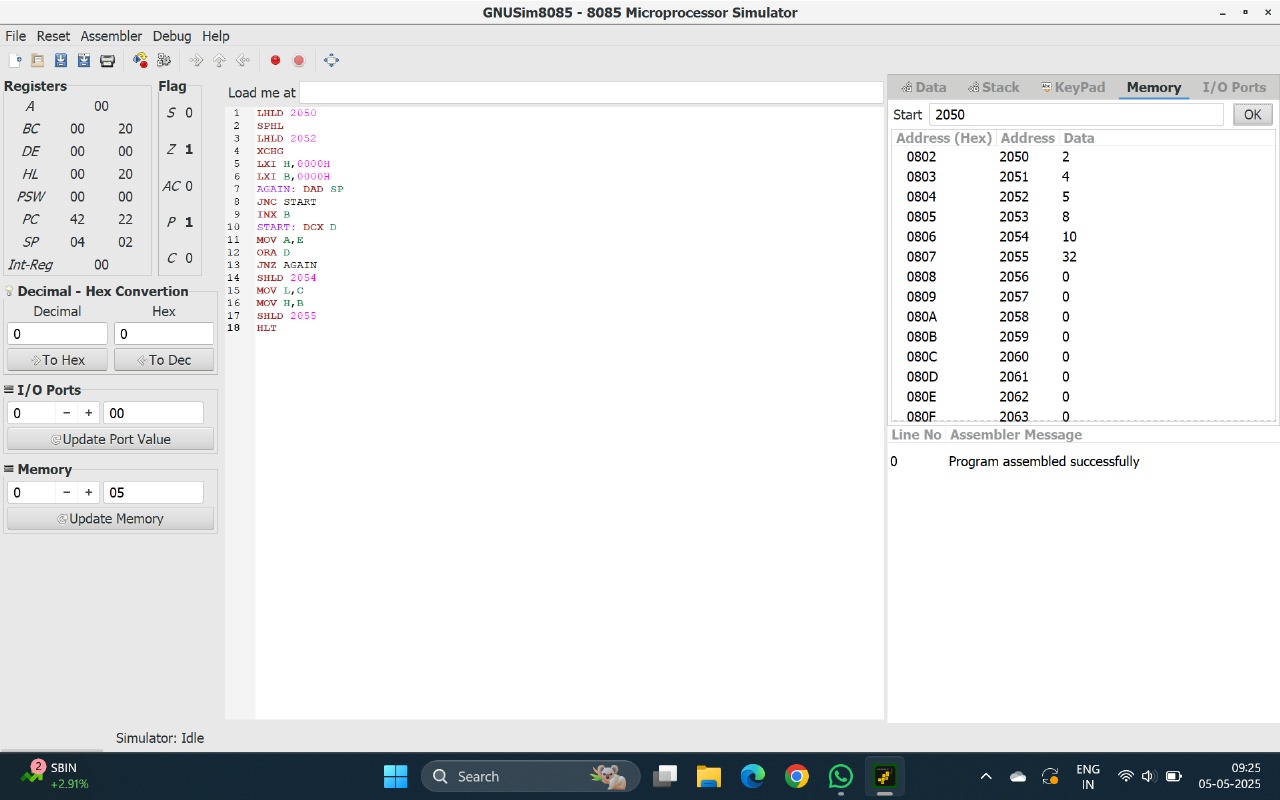 GNUSim8085 - 8085 Microprocessor Simulator
File Reset Assembler Debug Help
Registers
A 00
BC 00 20
DE 00 00
HL 00 20
PSW 00 00
PC 42 22
SP 04 02
Int-Reg 00
Flag
S 0
Z 1
AC 0
P 1
C 0
Decimal - Hex Convertion
Decimal Hex
0 0
To Hex To Dec
I/O Ports
0 − + 00
Update Port Value
Memory
0 − + 05
Update Memory
Load me at
1 LHLD 2050
2 SPHL
3 LHLD 2052
4 XCHG
5 LXI H,0000H
6 LXI B,0000H
7 AGAIN: DAD SP
8 JNC START
9 INX B
10 START: DCX D
11 MOV A,E
12 ORA D
13 JNZ AGAIN
14 SHLD 2054
15 MOV L,C
16 MOV H,B
17 SHLD 2055
18 HLT
Data Stack KeyPad Memory I/O Ports
Start 2050 OK
Address (Hex) Address Data
0802 2050 2
0803 2051 4
0804 2052 5
0805 2053 8
0806 2054 10
0807 2055 32
0808 2056 0
0809 2057 0
080A 2058 0
080B 2059 0
080C 2060 0
080D 2061 0
080E 2062 0
080F 2063 0
Line No Assembler Message
0 Program assembled successfully
Simulator: Idle
2 SBIN
+2.91%
Search
ENG
IN
09:25
05-05-2025